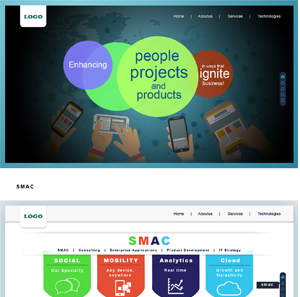 LOGO
Home | Aboutus | Services | Technologies
Enhancing
people
projects
and
products
in ways that
ignite
business!
SMAC
LOGO
Home | Aboutus | Services | Technologies
SMAC
SMAC | Consulting | Enterprise Applications | Product Development | IT Strategy
SOCIAL
Our Specialty
MOBILITY
Any device,
anywhere
Analytics
Real time
Cloud
Growth and
SMAC